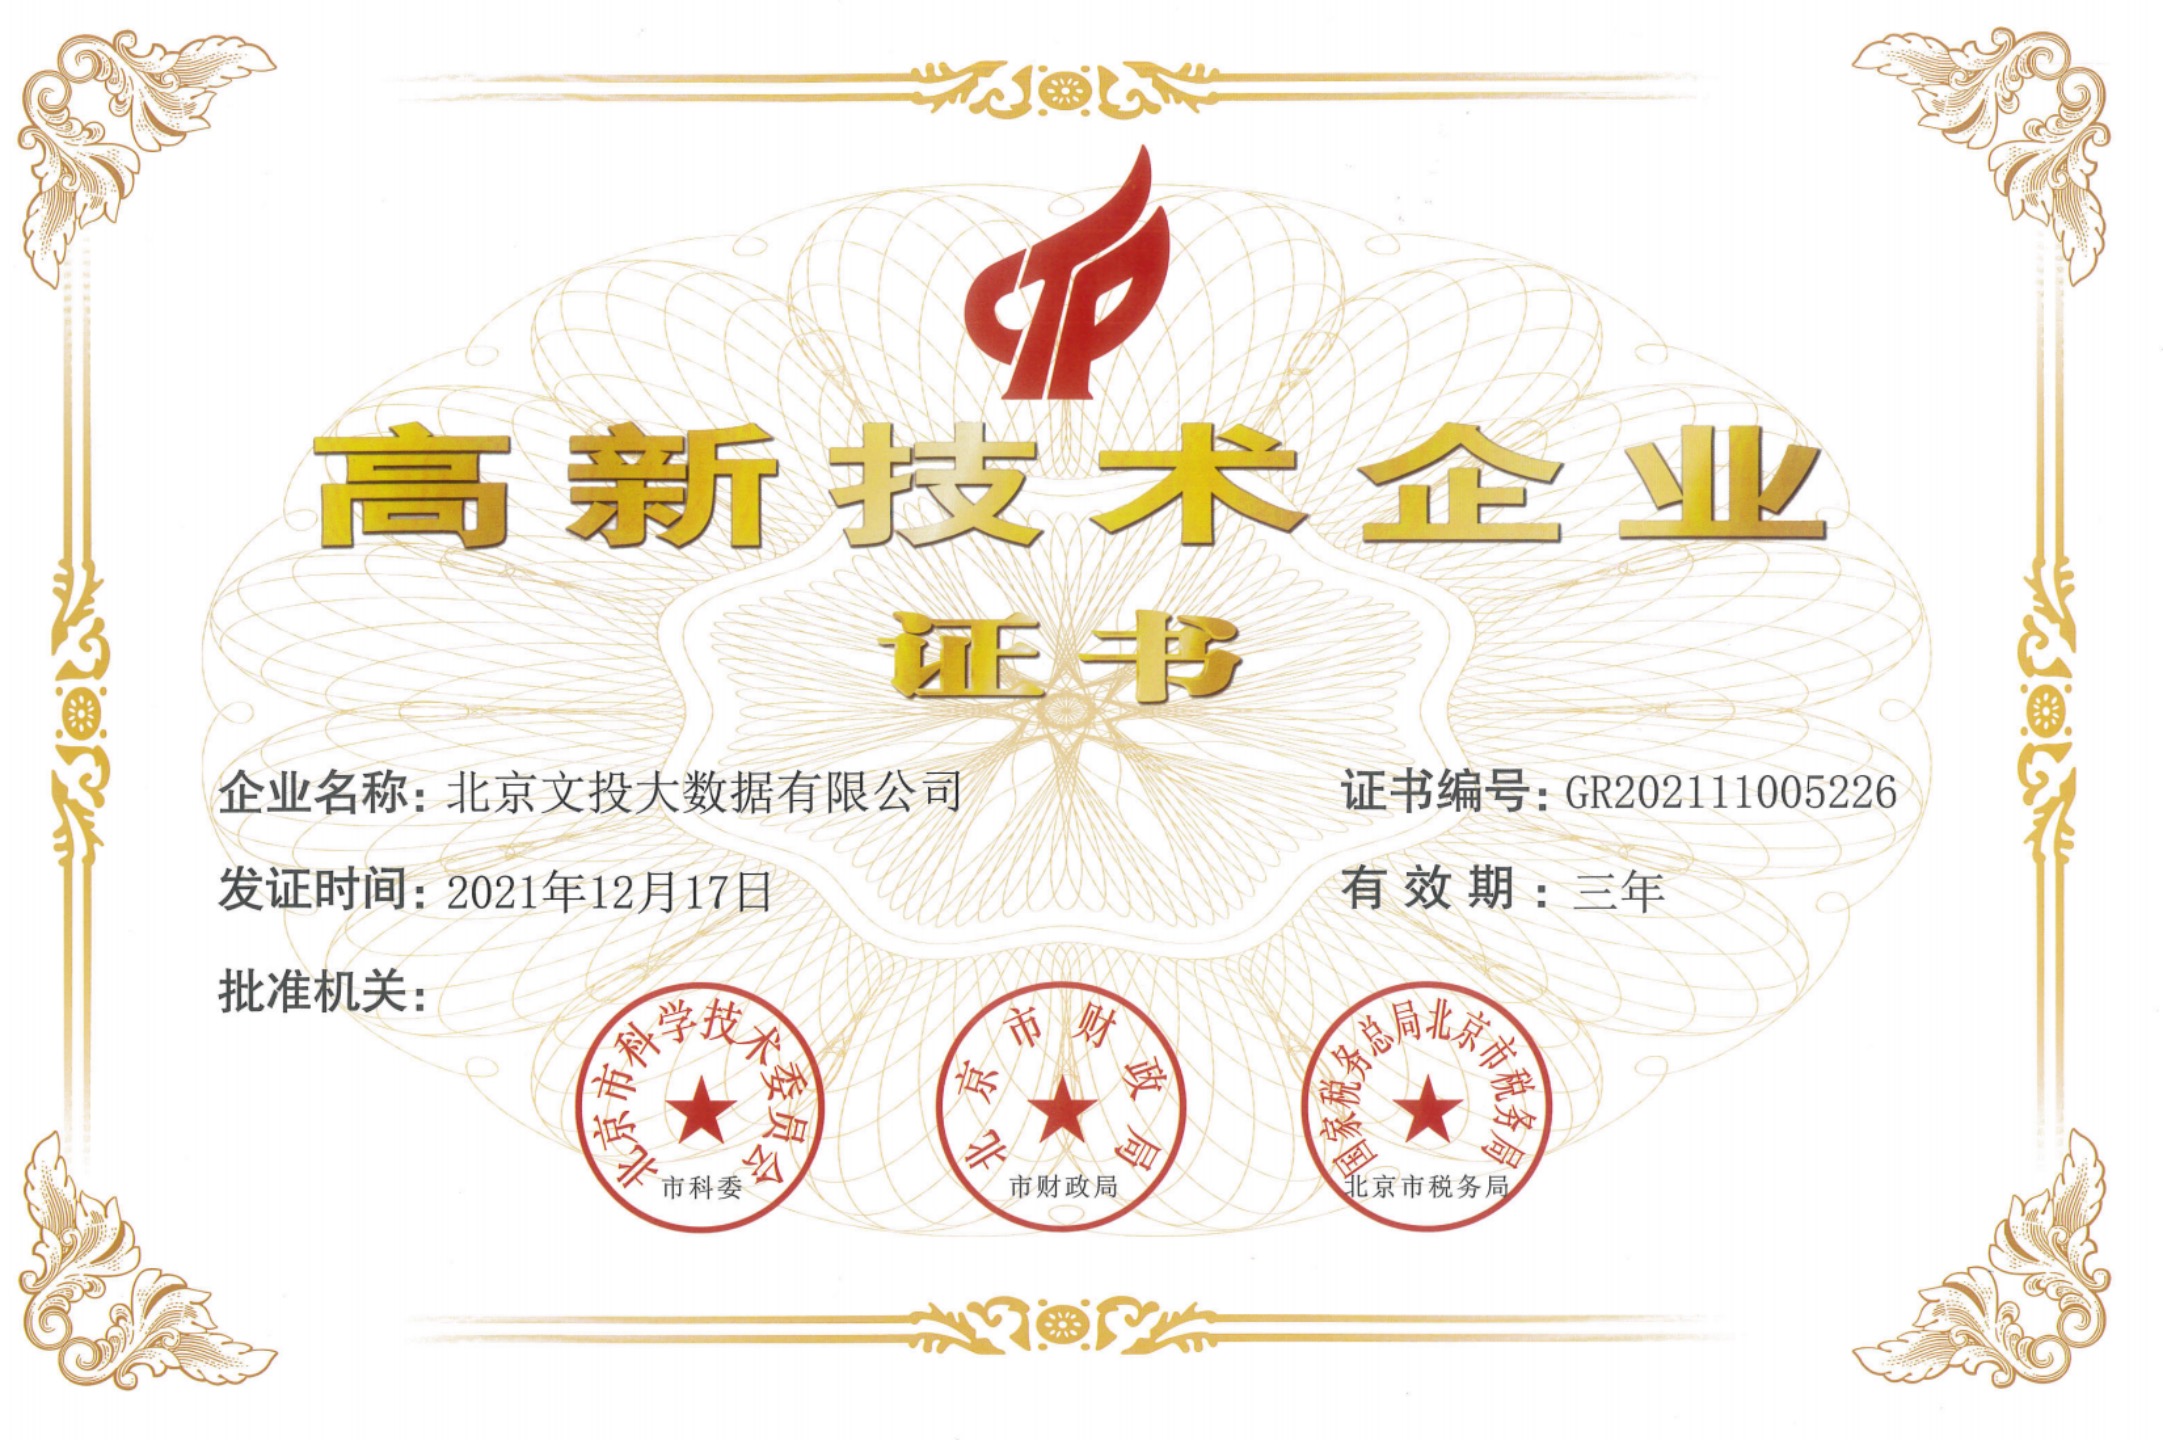 高新技术企业
证书
企业名称：北京文投大数据有限公司
证书编号：GR202111005226
发证时间：2021年12月17日
有效期：三年
批准机关：
北京市科学技术委员会
市科委
北京市财政局
市财政局
国家税务总局北京市税务局
北京市税务局